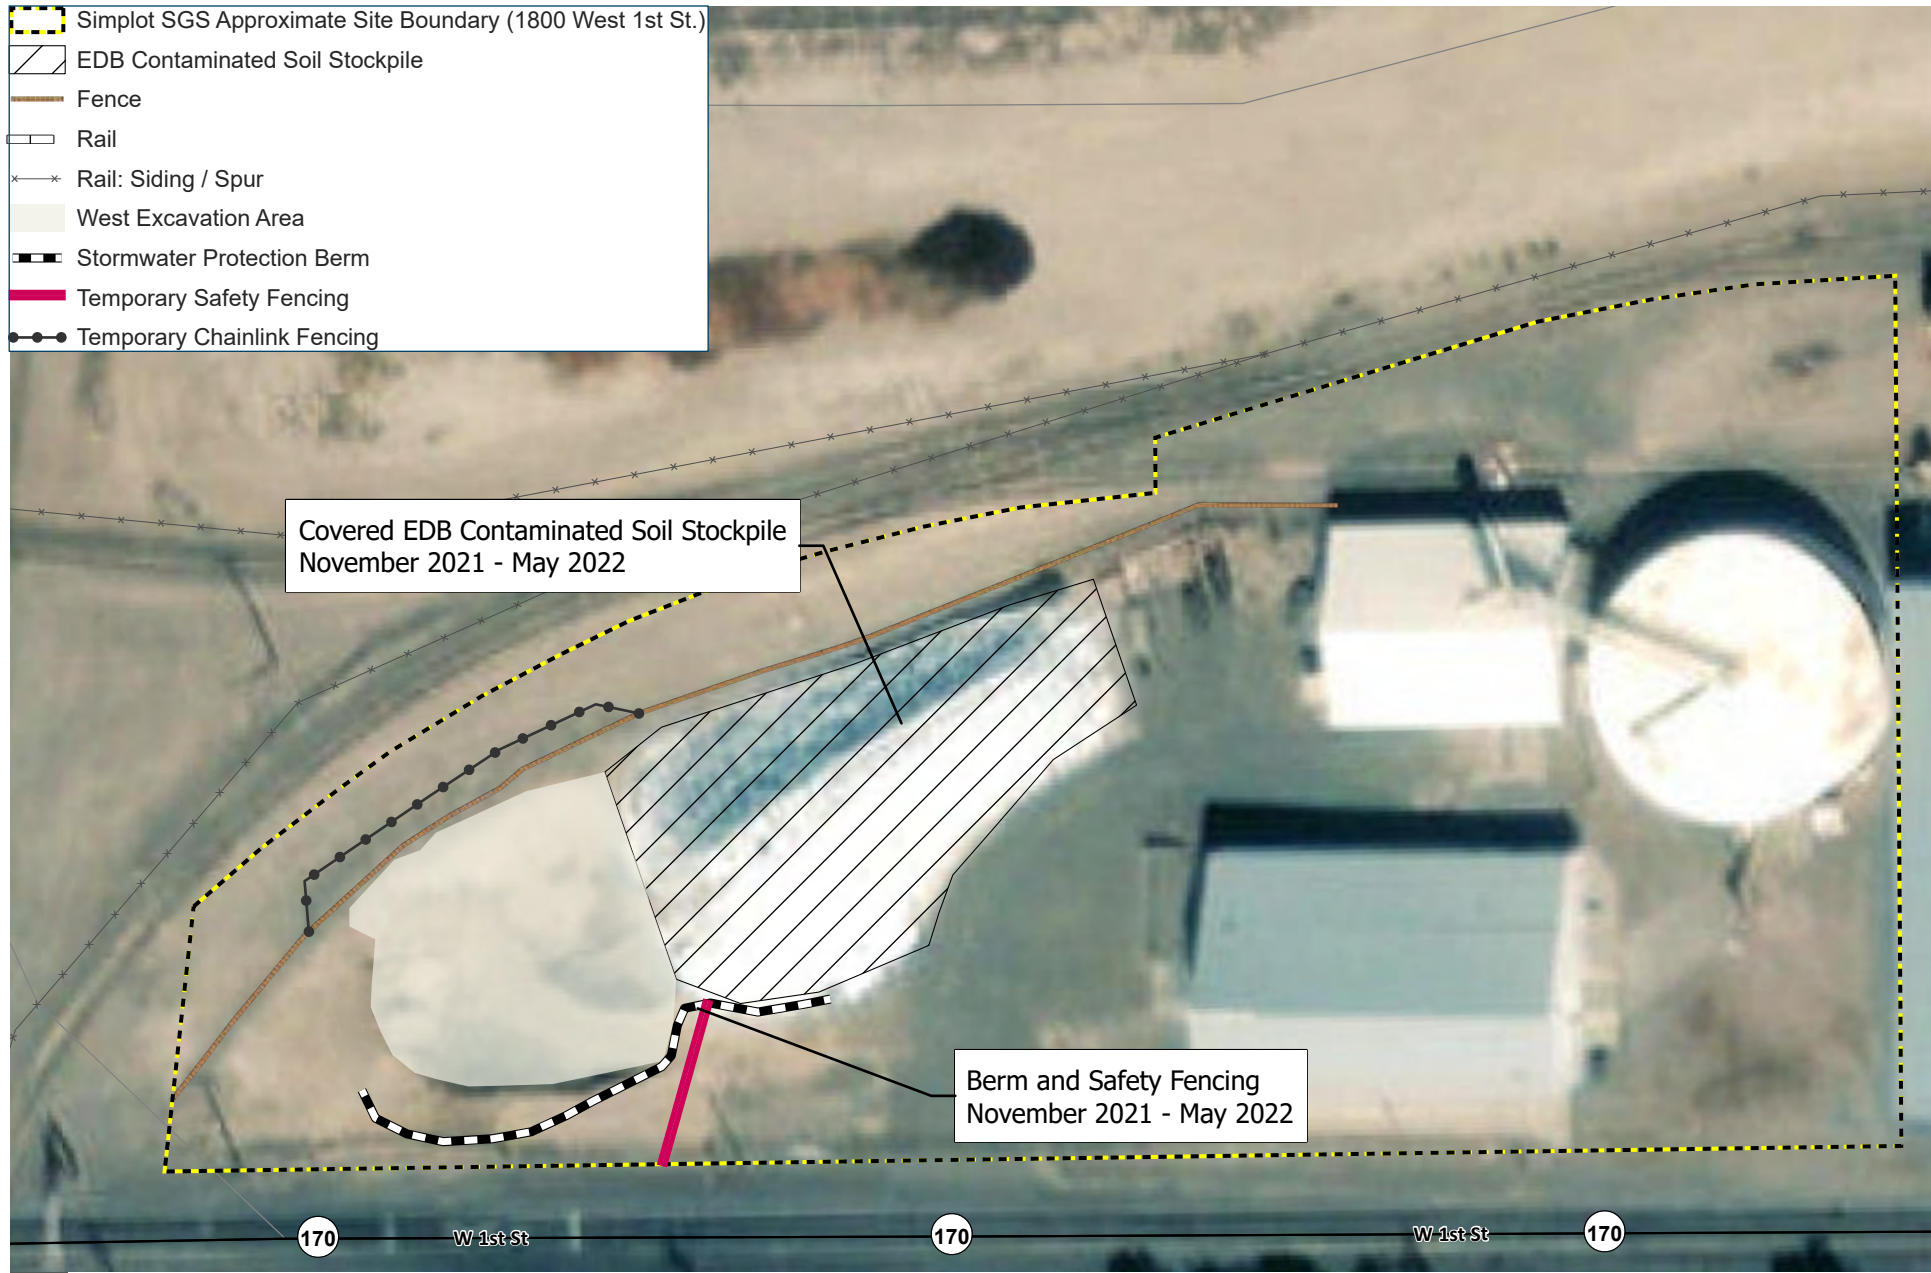 Simplot SGS Approximate Site Boundary (1800 West 1st St.)
EDB Contaminated Soil Stockpile
Fence
Rail
Rail: Siding / Spur
West Excavation Area
Stormwater Protection Berm
Temporary Safety Fencing
Temporary Chainlink Fencing
Covered EDB Contaminated Soil Stockpile
November 2021 - May 2022
Berm and Safety Fencing
November 2021 - May 2022
170
W 1st St
170
W 1st St
170